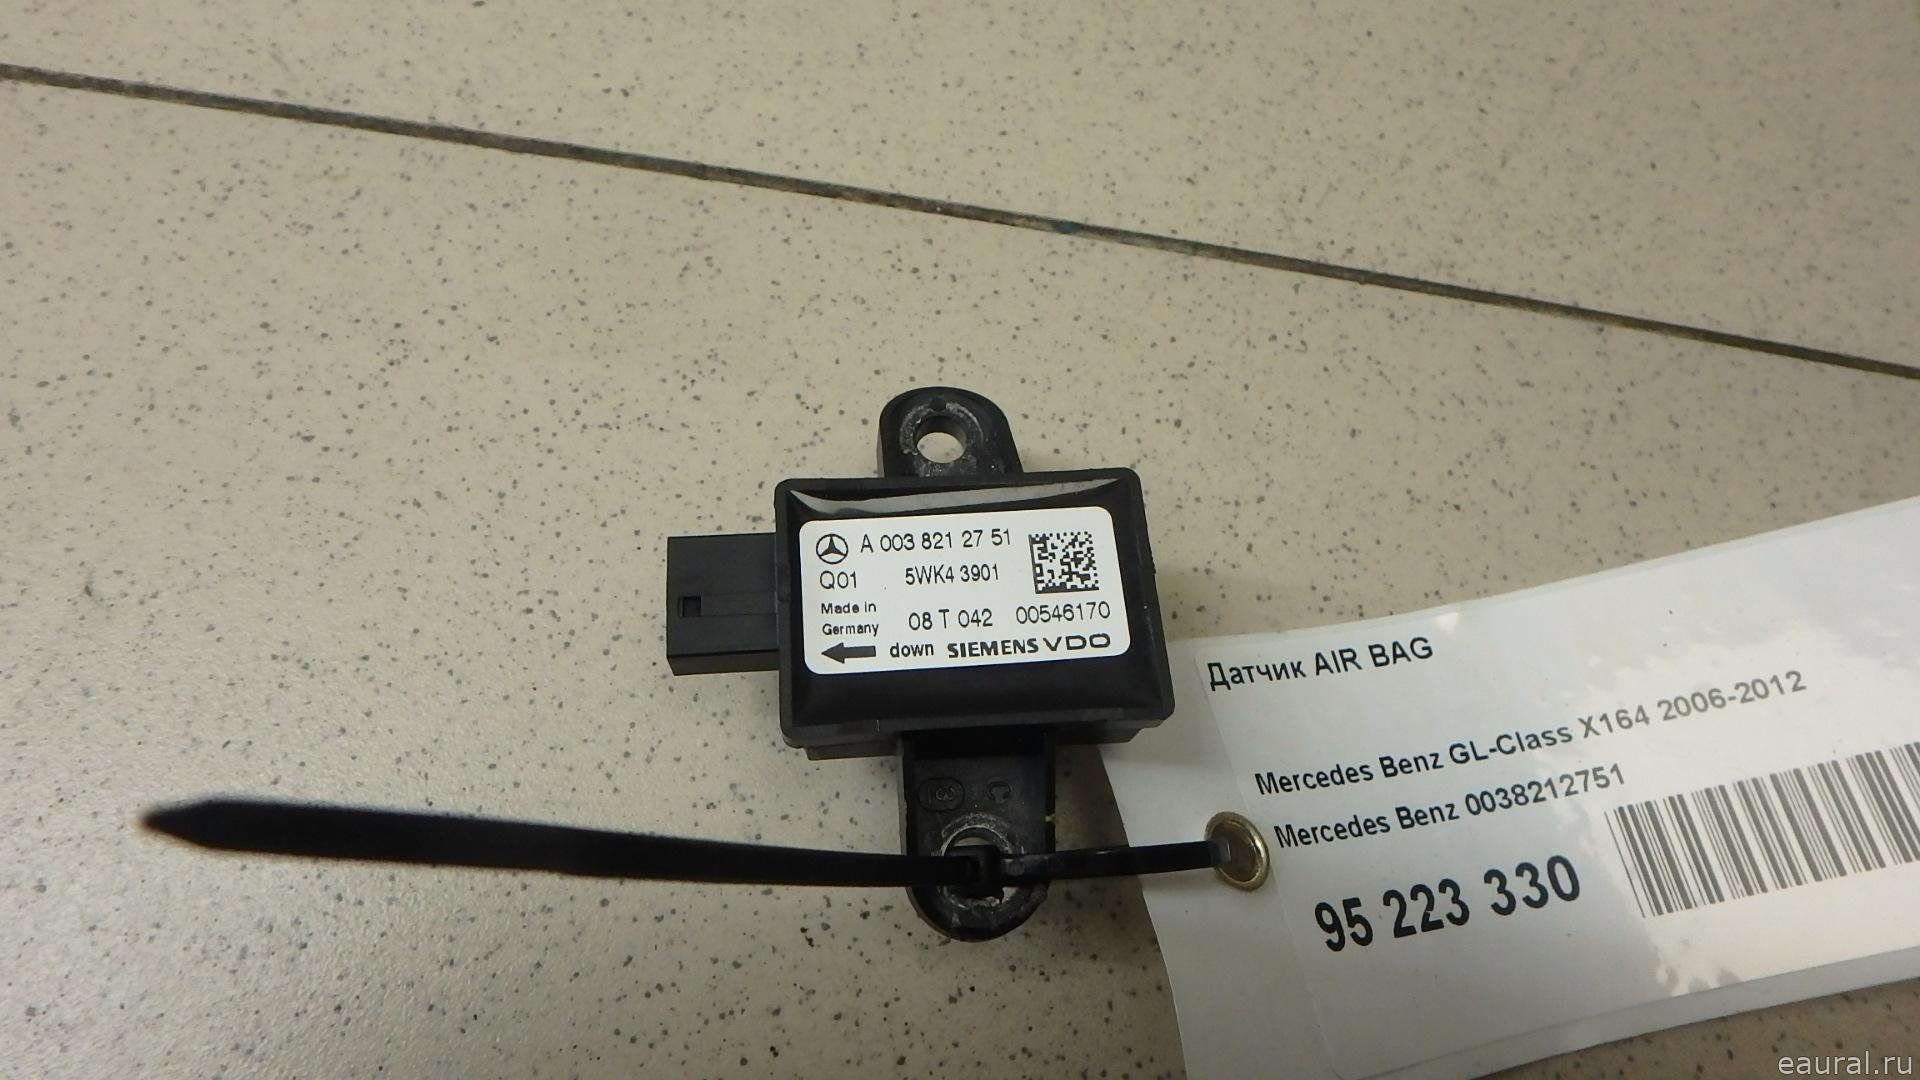 A 003 821 27 51
Q01 5WK4 3901
Made in
Germany
08 T 042 00546170
down SIEMENS VDO
Датчик AIR BAG
Mercedes Benz GL-Class X164 2006-2012
Mercedes Benz 0038212751
95 223 330
eaural.ru